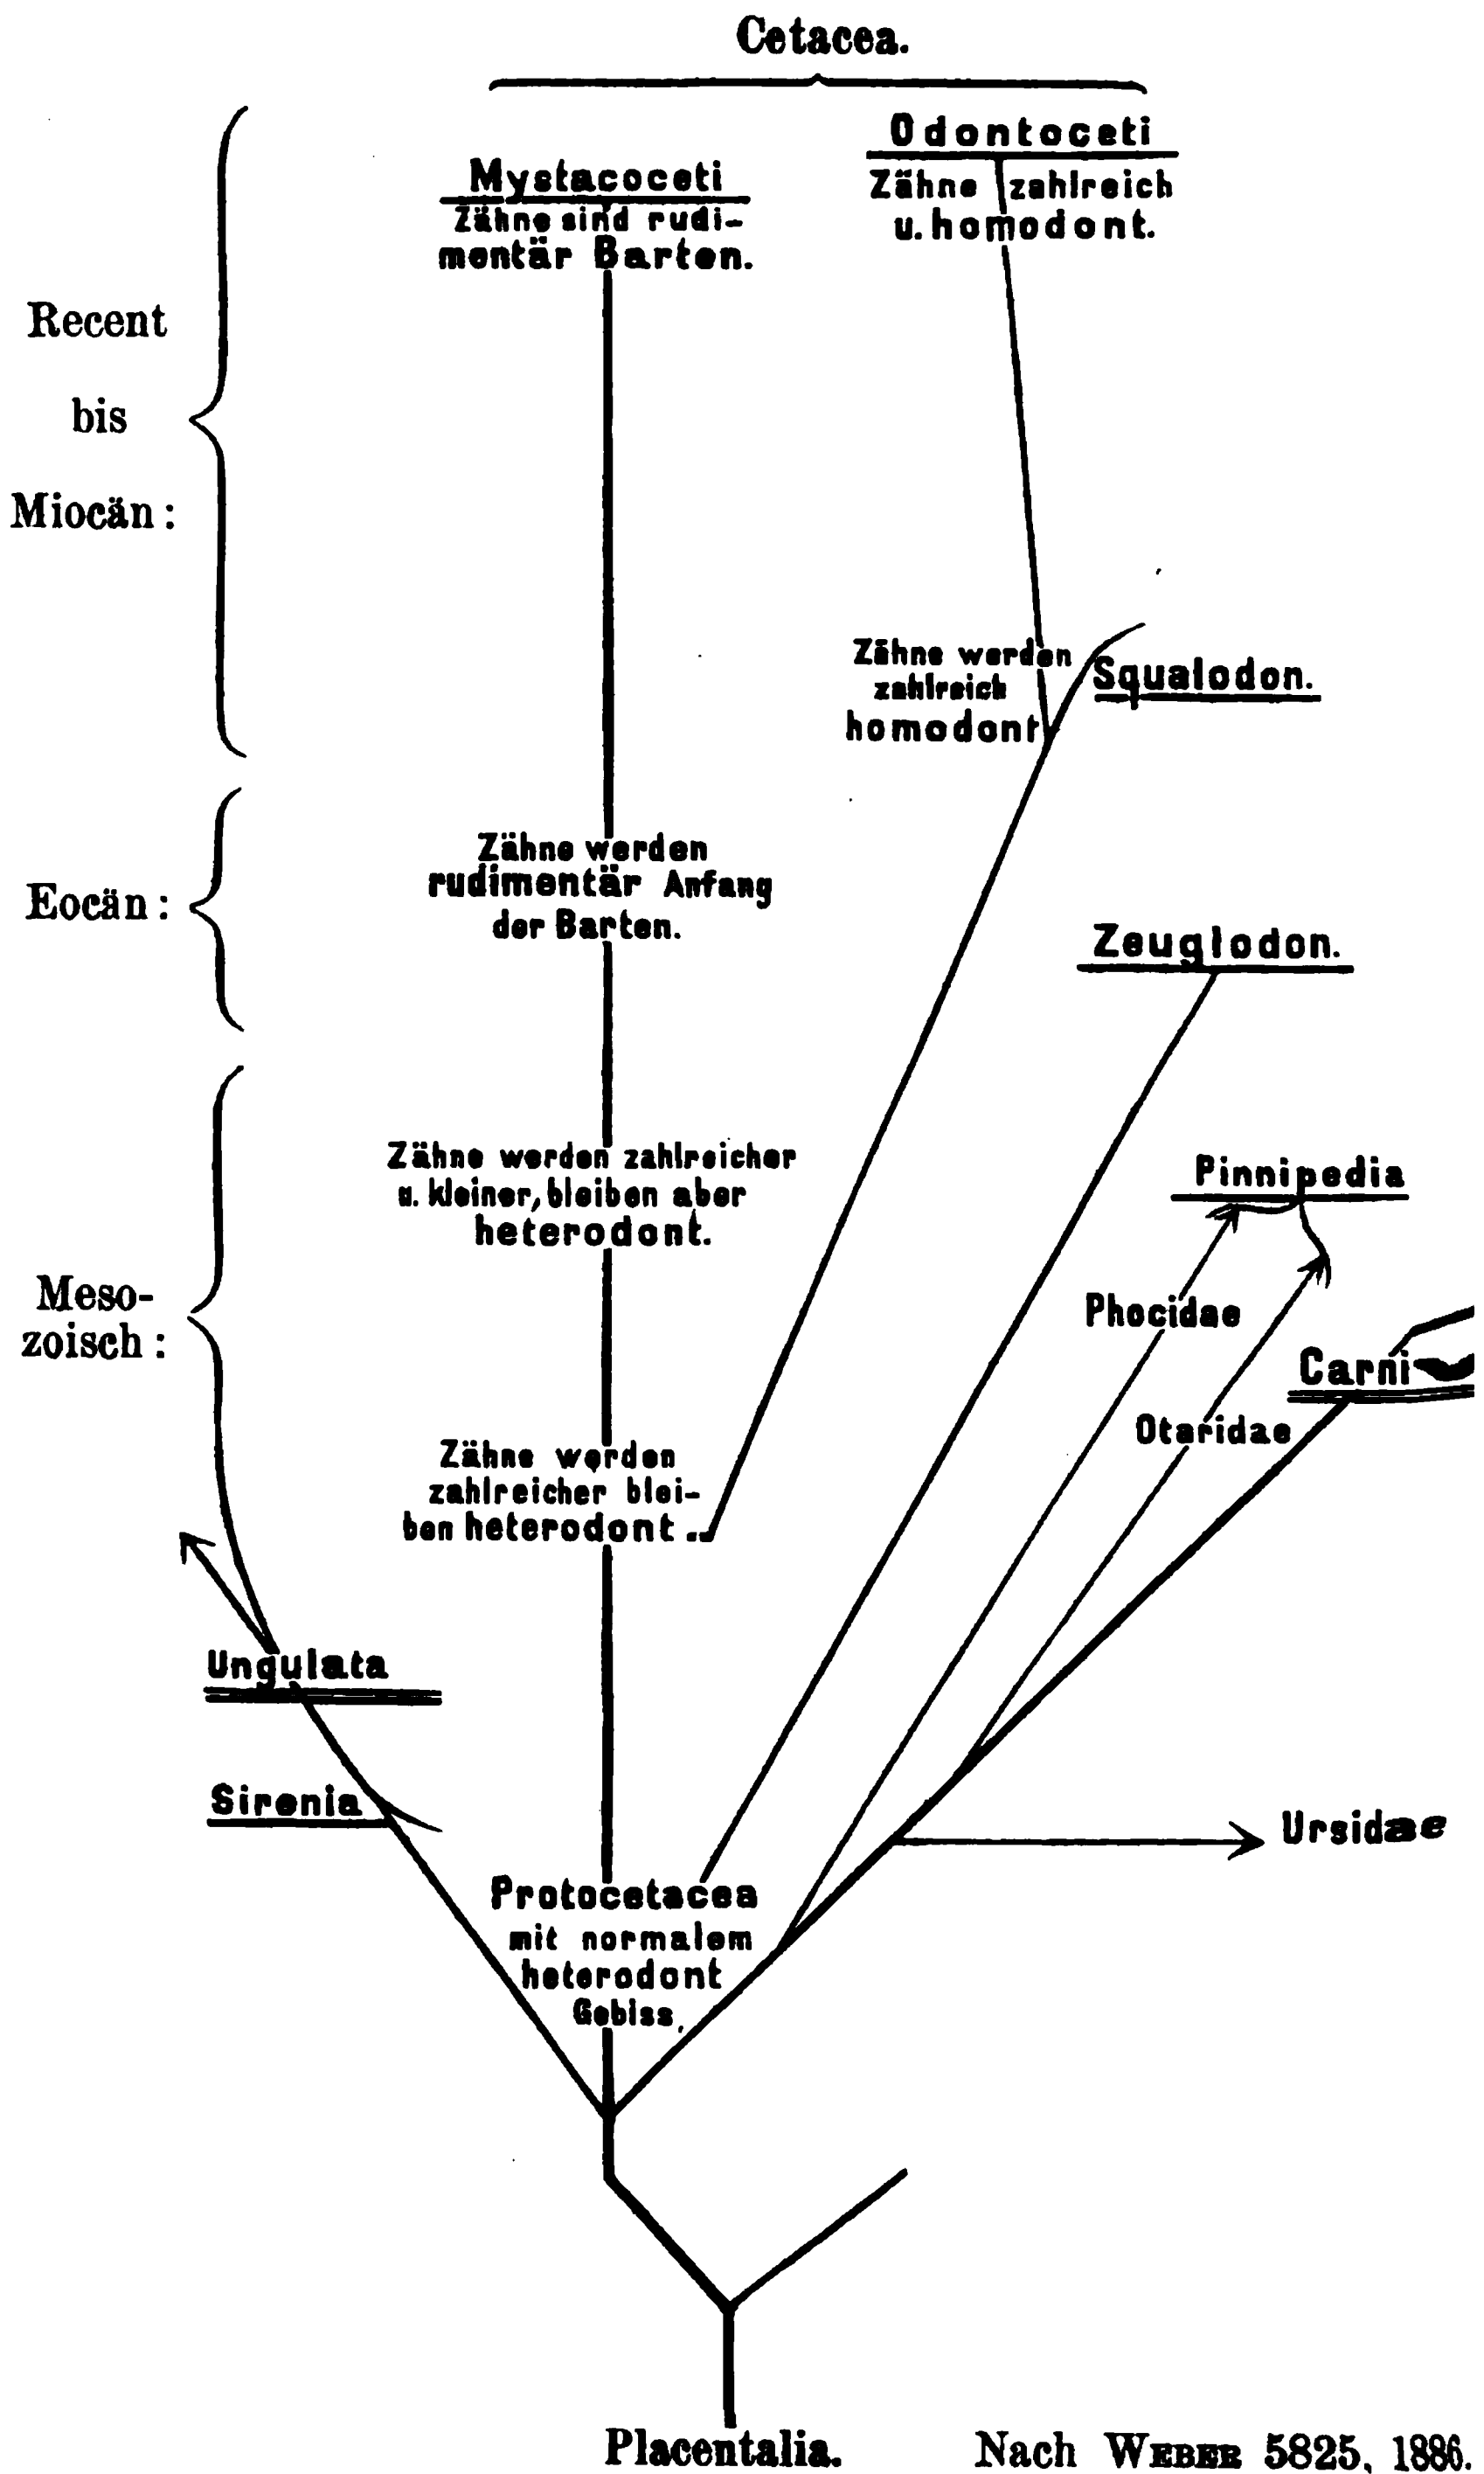 Cetacea.
Odontoceti
Zähne zahlreich
u. homodont.
Mystacoceti
Zähne sind rudi-
mentär Barten.
Recent
bis
Miocän:
Zähne werden
zahlreich
homodont
Squalodon.
Zähne werden
rudimentär Anfang
der Barten.
Eocän:
Zeuglodon.
Zähne werden zahlreicher
u. kleiner, bleiben aber
heterodont.
Pinnipedia
Meso-
zoisch:
Phocidae
Carni
Otaridae
Zähne werden
zahlreicher blei-
ben heterodont
Ungulata
Sirenia
Ursidae
Protocetacea
mit normalem
heterodont
Gebiss,
Placentalia.
Nach WEBER 5825, 1886.